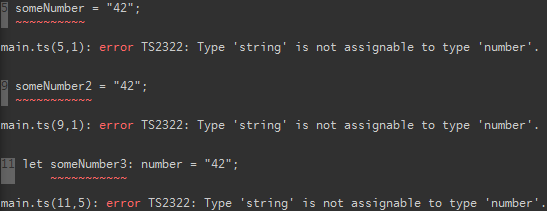 5 someNumber = "42";
~~~~~~~~~~
main.ts(5,1): error TS2322: Type 'string' is not assignable to type 'number'.
9 someNumber2 = "42";
~~~~~~~~~~~
main.ts(9,1): error TS2322: Type 'string' is not assignable to type 'number'.
11 let someNumber3: number = "42";
~~~~~~~~~~~
main.ts(11,5): error TS2322: Type 'string' is not assignable to type 'number'.